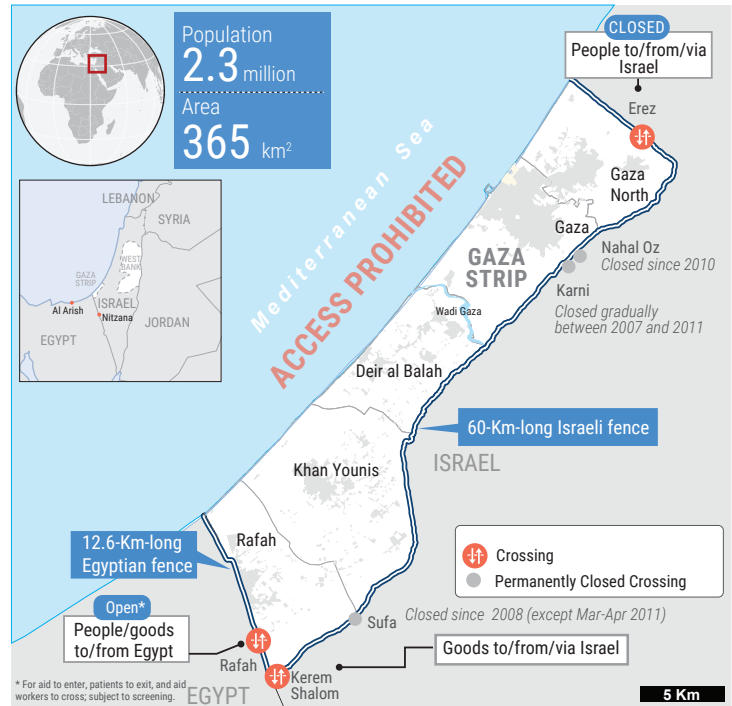 Population
2.3 million
Area
365 km²
CLOSED
People to/from/via
Israel
Erez
Gaza
North
Gaza
Nahal Oz
Closed since 2010
Karni
Closed gradually
between 2007 and 2011
GAZA
STRIP
Wadi Gaza
Mediterranean Sea
ACCESS PROHIBITED
LEBANON
SYRIA
WEST
BANK
GAZA
STRIP
ISRAEL
Al Arish
Nitzana
JORDAN
EGYPT
Deir al Balah
60-Km-long Israeli fence
ISRAEL
Khan Younis
12.6-Km-long
Egyptian fence
Rafah
Crossing
Permanently Closed Crossing
Open*
People/goods
to/from Egypt
Sufa
Closed since 2008 (except Mar-Apr 2011)
Goods to/from/via Israel
Rafah
Kerem
Shalom
* For aid to enter, patients to exit, and aid
workers to cross; subject to screening.
EGYPT
5 Km